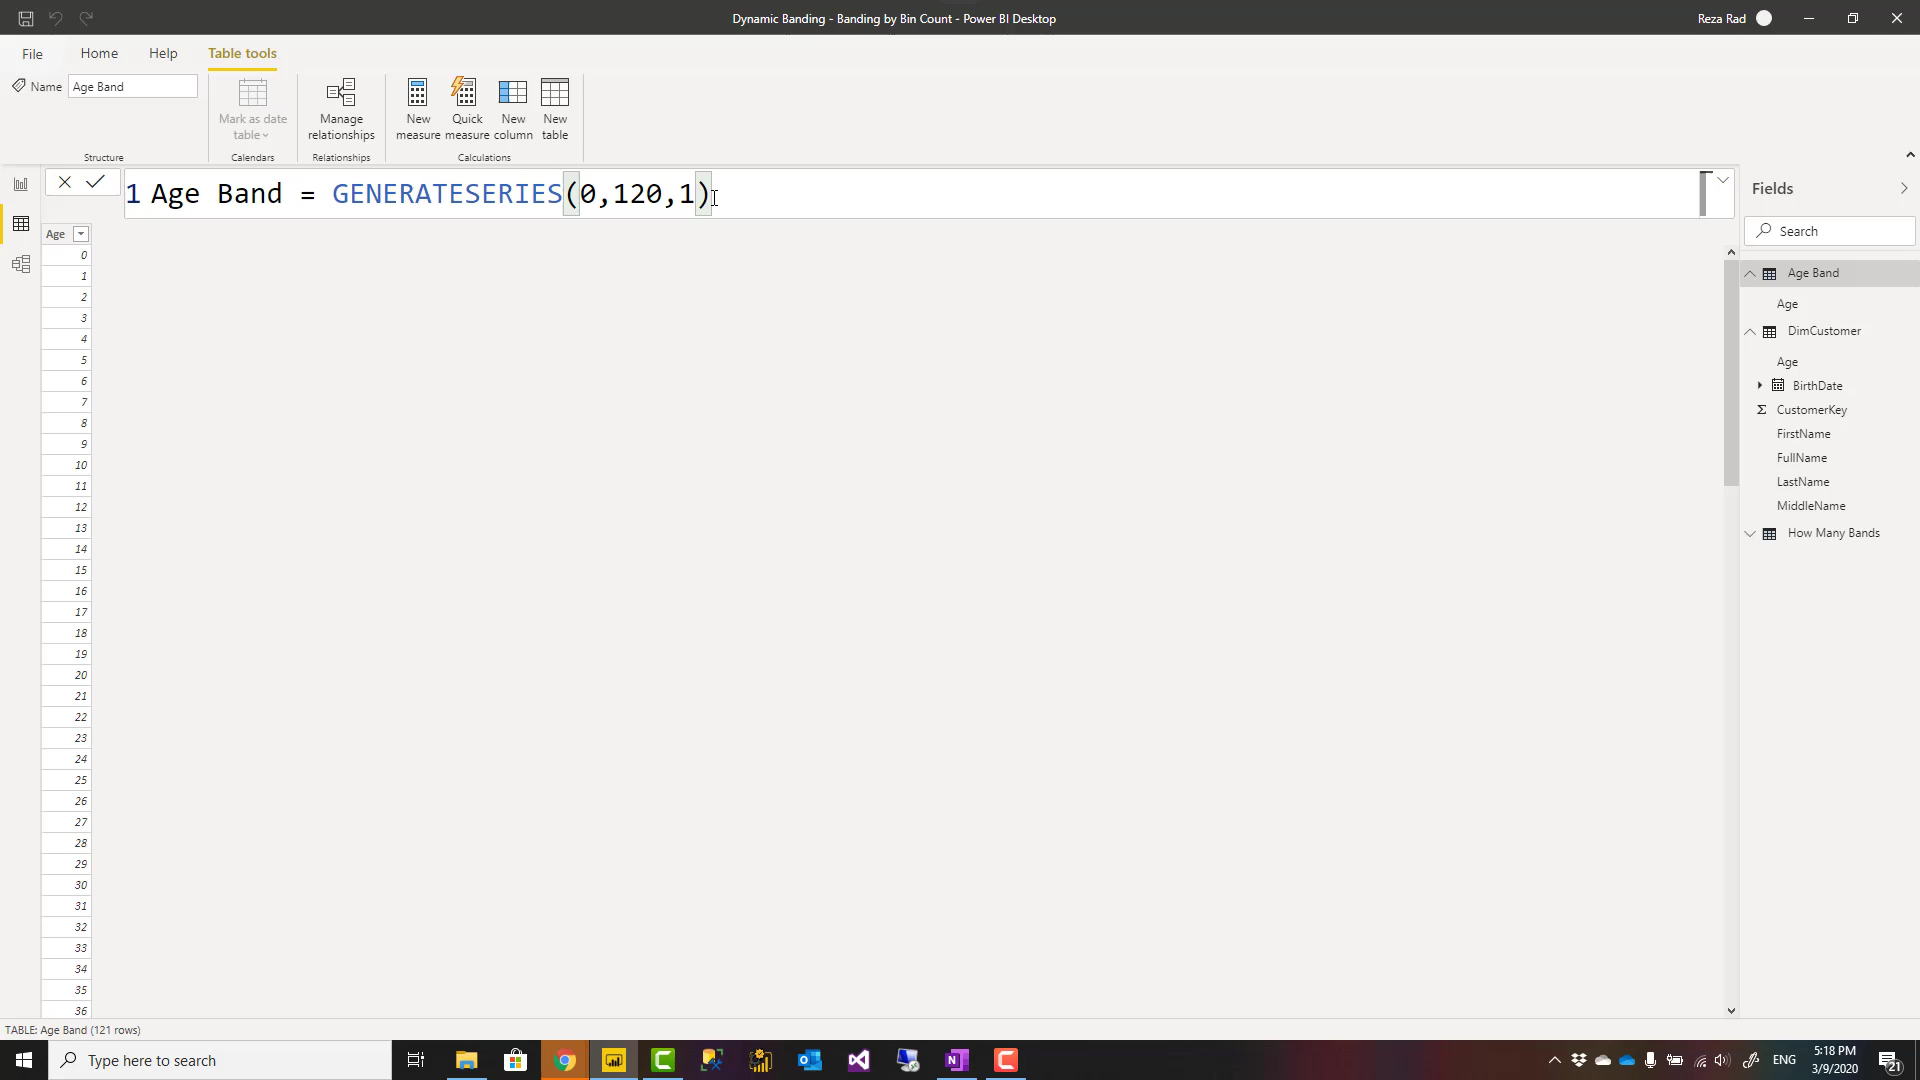 Dynamic Banding - Banding by Bin Count - Power BI Desktop
Reza Rad
File
Home
Help
Table tools
Name
Age Band
Mark as date
table
Manage
relationships
New
measure
Quick
measure
New
column
New
table
Structure
Calendars
Relationships
Calculations
1 Age Band = GENERATESERIES(0,120,1)
Age
0
1
2
3
4
5
6
7
8
9
10
11
12
13
14
15
16
17
18
19
20
21
22
23
24
25
26
27
28
29
30
31
32
33
34
35
36
Fields
Search
Age Band
Age
DimCustomer
Age
BirthDate
CustomerKey
FirstName
FullName
LastName
MiddleName
How Many Bands
TABLE: Age Band (121 rows)
Type here to search
ENG
5:18 PM
3/9/2020
21